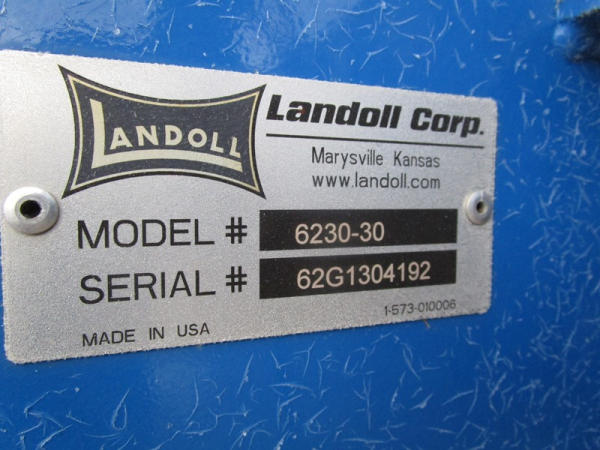 LANDOLL
Landoll Corp.
Marysville Kansas
www.landoll.com
MODEL # 6230-30
SERIAL # 62G1304192
1-573-010006
MADE IN USA